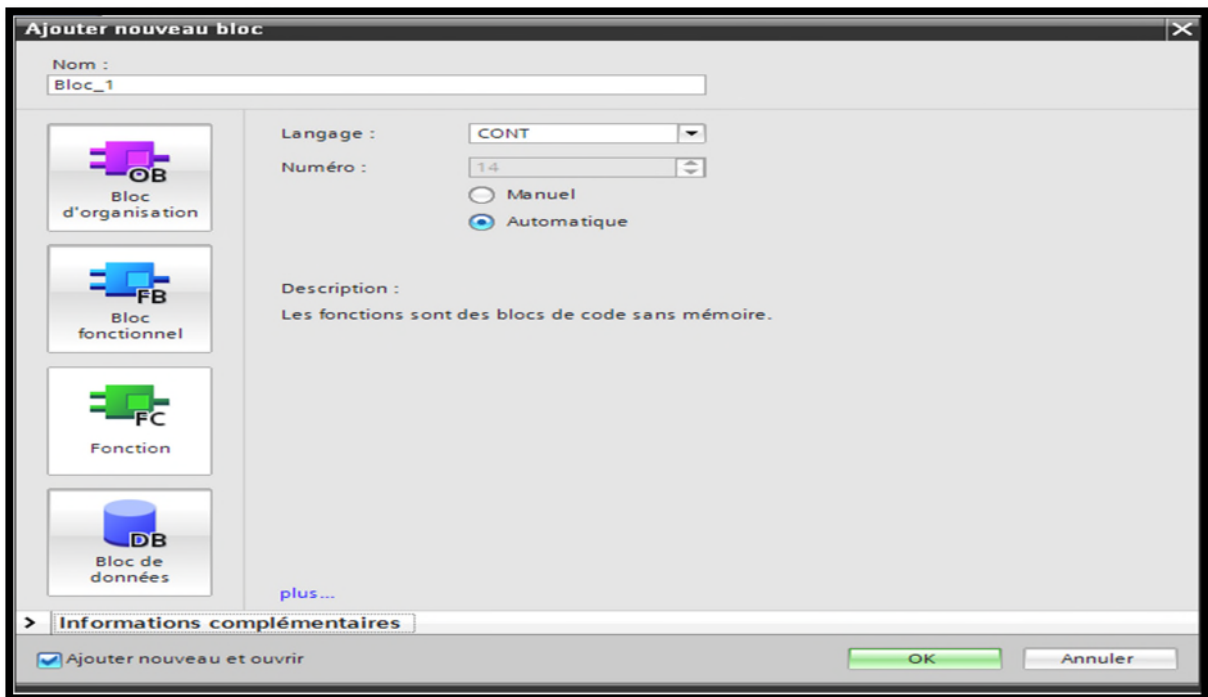 Ajouter nouveau bloc
Nom :
Bloc_1
OB
Bloc
d'organisation
FB
Bloc
fonctionnel
FC
Fonction
DB
Bloc de
données
Langage :
CONT
Numéro :
14
Manuel
Automatique
Description :
Les fonctions sont des blocs de code sans mémoire.
plus...
> Informations complémentaires
Ajouter nouveau et ouvrir
OK
Annuler